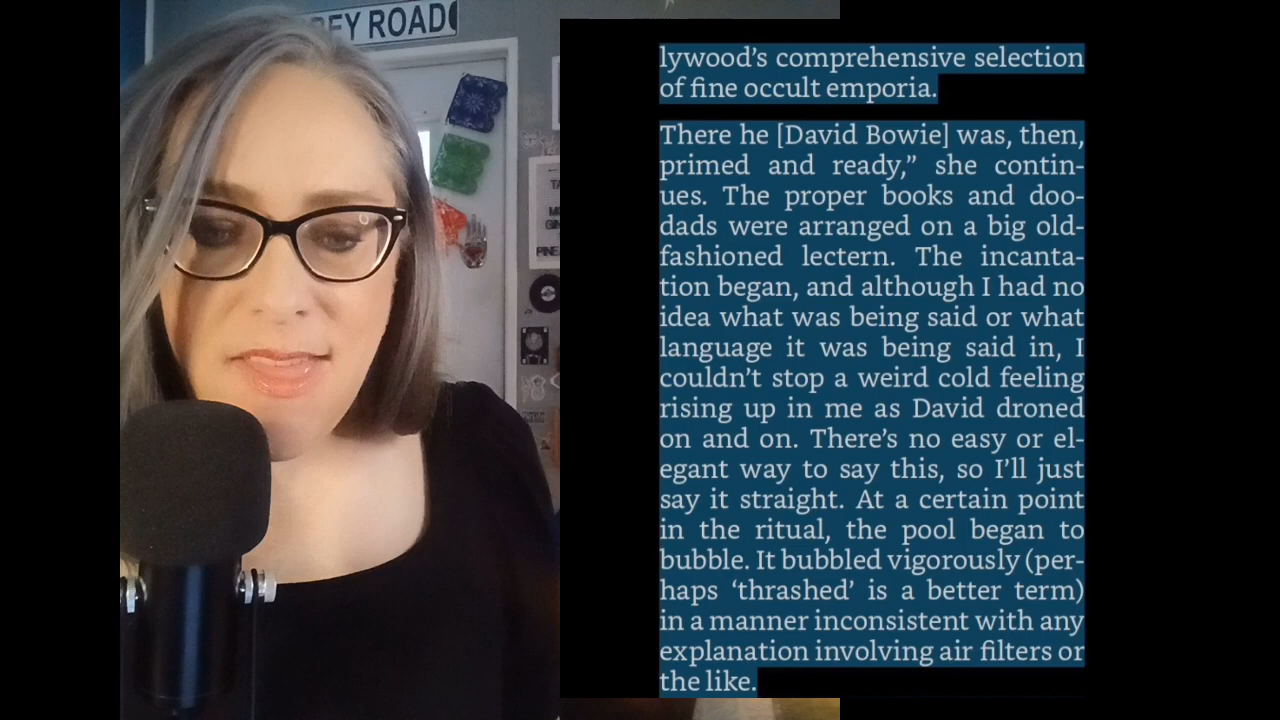 EY ROAD
TA
M
GIN
PINE
lywood’s comprehensive selection
of fine occult emporia.
There he [David Bowie] was, then,
primed and ready,” she contin-
ues. The proper books and doo-
dads were arranged on a big old-
fashioned lectern. The incanta-
tion began, and although I had no
idea what was being said or what
language it was being said in, I
couldn’t stop a weird cold feeling
rising up in me as David droned
on and on. There’s no easy or el-
egant way to say this, so I’ll just
say it straight. At a certain point
in the ritual, the pool began to
bubble. It bubbled vigorously (per-
haps ‘thrashed’ is a better term)
in a manner inconsistent with any
explanation involving air filters or
the like.